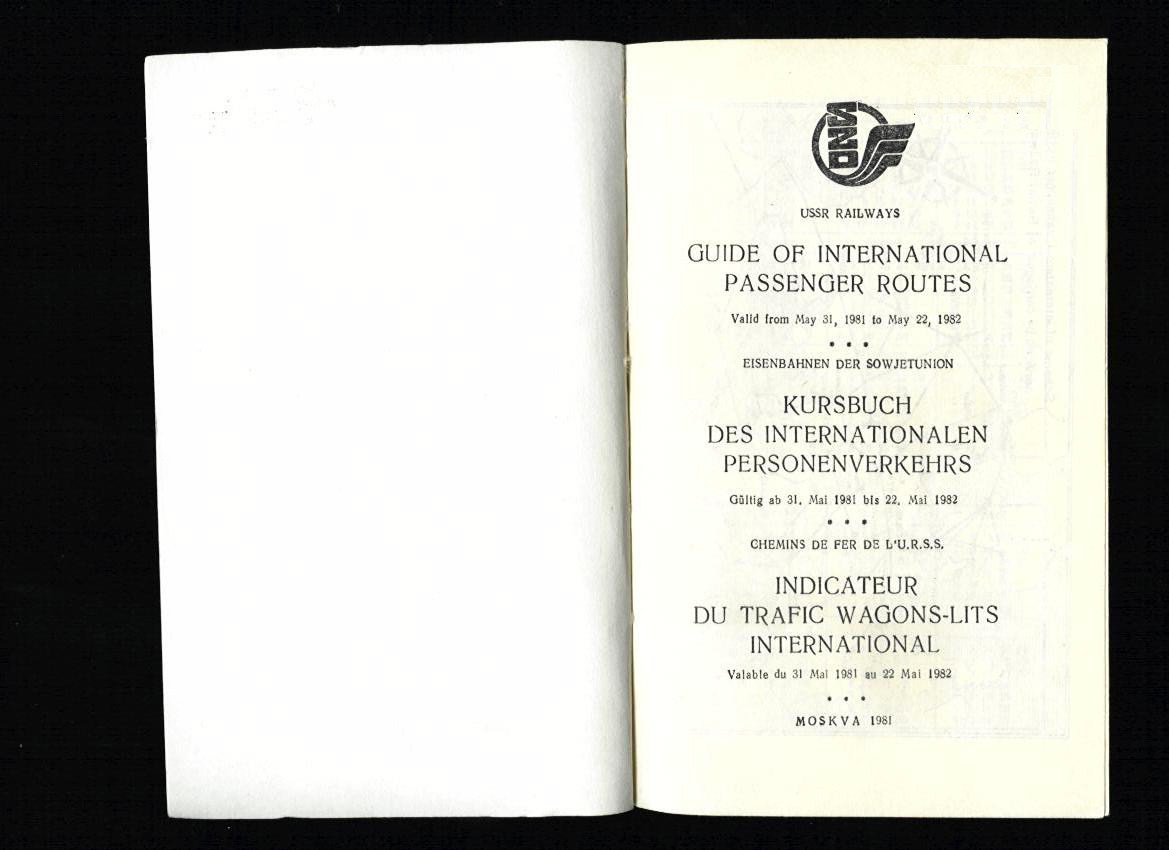 USSR RAILWAYS
GUIDE OF INTERNATIONAL
PASSENGER ROUTES
Valid from May 31, 1981 to May 22, 1982
* * *
EISENBAHNEN DER SOWJETUNION
KURSBUCH
DES INTERNATIONALEN
PERSONENVERKEHRS
Gültig ab 31. Mai 1981 bis 22. Mai 1982
* * *
CHEMINS DE FER DE L'U.R.S.S.
INDICATEUR
DU TRAFIC WAGONS-LITS
INTERNATIONAL
Valable du 31 Mai 1981 au 22 Mai 1982
* * *
MOSKVA 1981